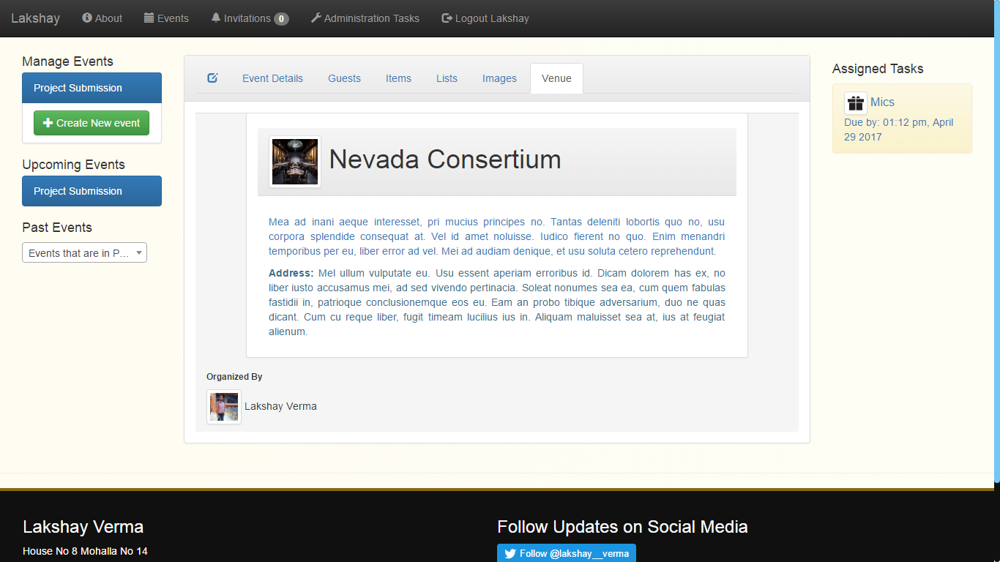 Lakshay
About
Events
Invitations 0
Administration Tasks
Logout Lakshay
Manage Events
Project Submission
Create New event
Upcoming Events
Project Submission
Past Events
Events that are in P...
Event Details
Guests
Items
Lists
Images
Venue
Nevada Consertium
Mea ad inani aeque interesset, pri mucius principes no. Tantas deleniti lobortis quo no, usu
corpora splendide consequat at. Vel id amet noluisse. Iudico fierent no quo. Enim menandri
temporibus per eu, liber error ad vel. Mei ad audiam denique, et usu soluta cetero reprehendunt.
Address: Mel ullum vulputate eu. Usu essent aperiam erroribus id. Dicam dolorem has ex, no
liber iusto accusamus mei, ad sed vivendo pertinacia. Soleat nonumes sea ea, cum quem fabulas
fastidii in, patrioque conclusionemque eos eu. Eam an probo tibique adversarium, duo ne quas
dicant. Cum cu reque liber, fugit timeam lucilius ius in. Aliquam maluisset sea at, ius at feugiat
alienum.
Organized By
Lakshay Verma
Assigned Tasks
Mics
Due by: 01:12 pm, April
29 2017
Lakshay Verma
House No 8 Mohalla No 14
Follow Updates on Social Media
Follow @lakshay__verma